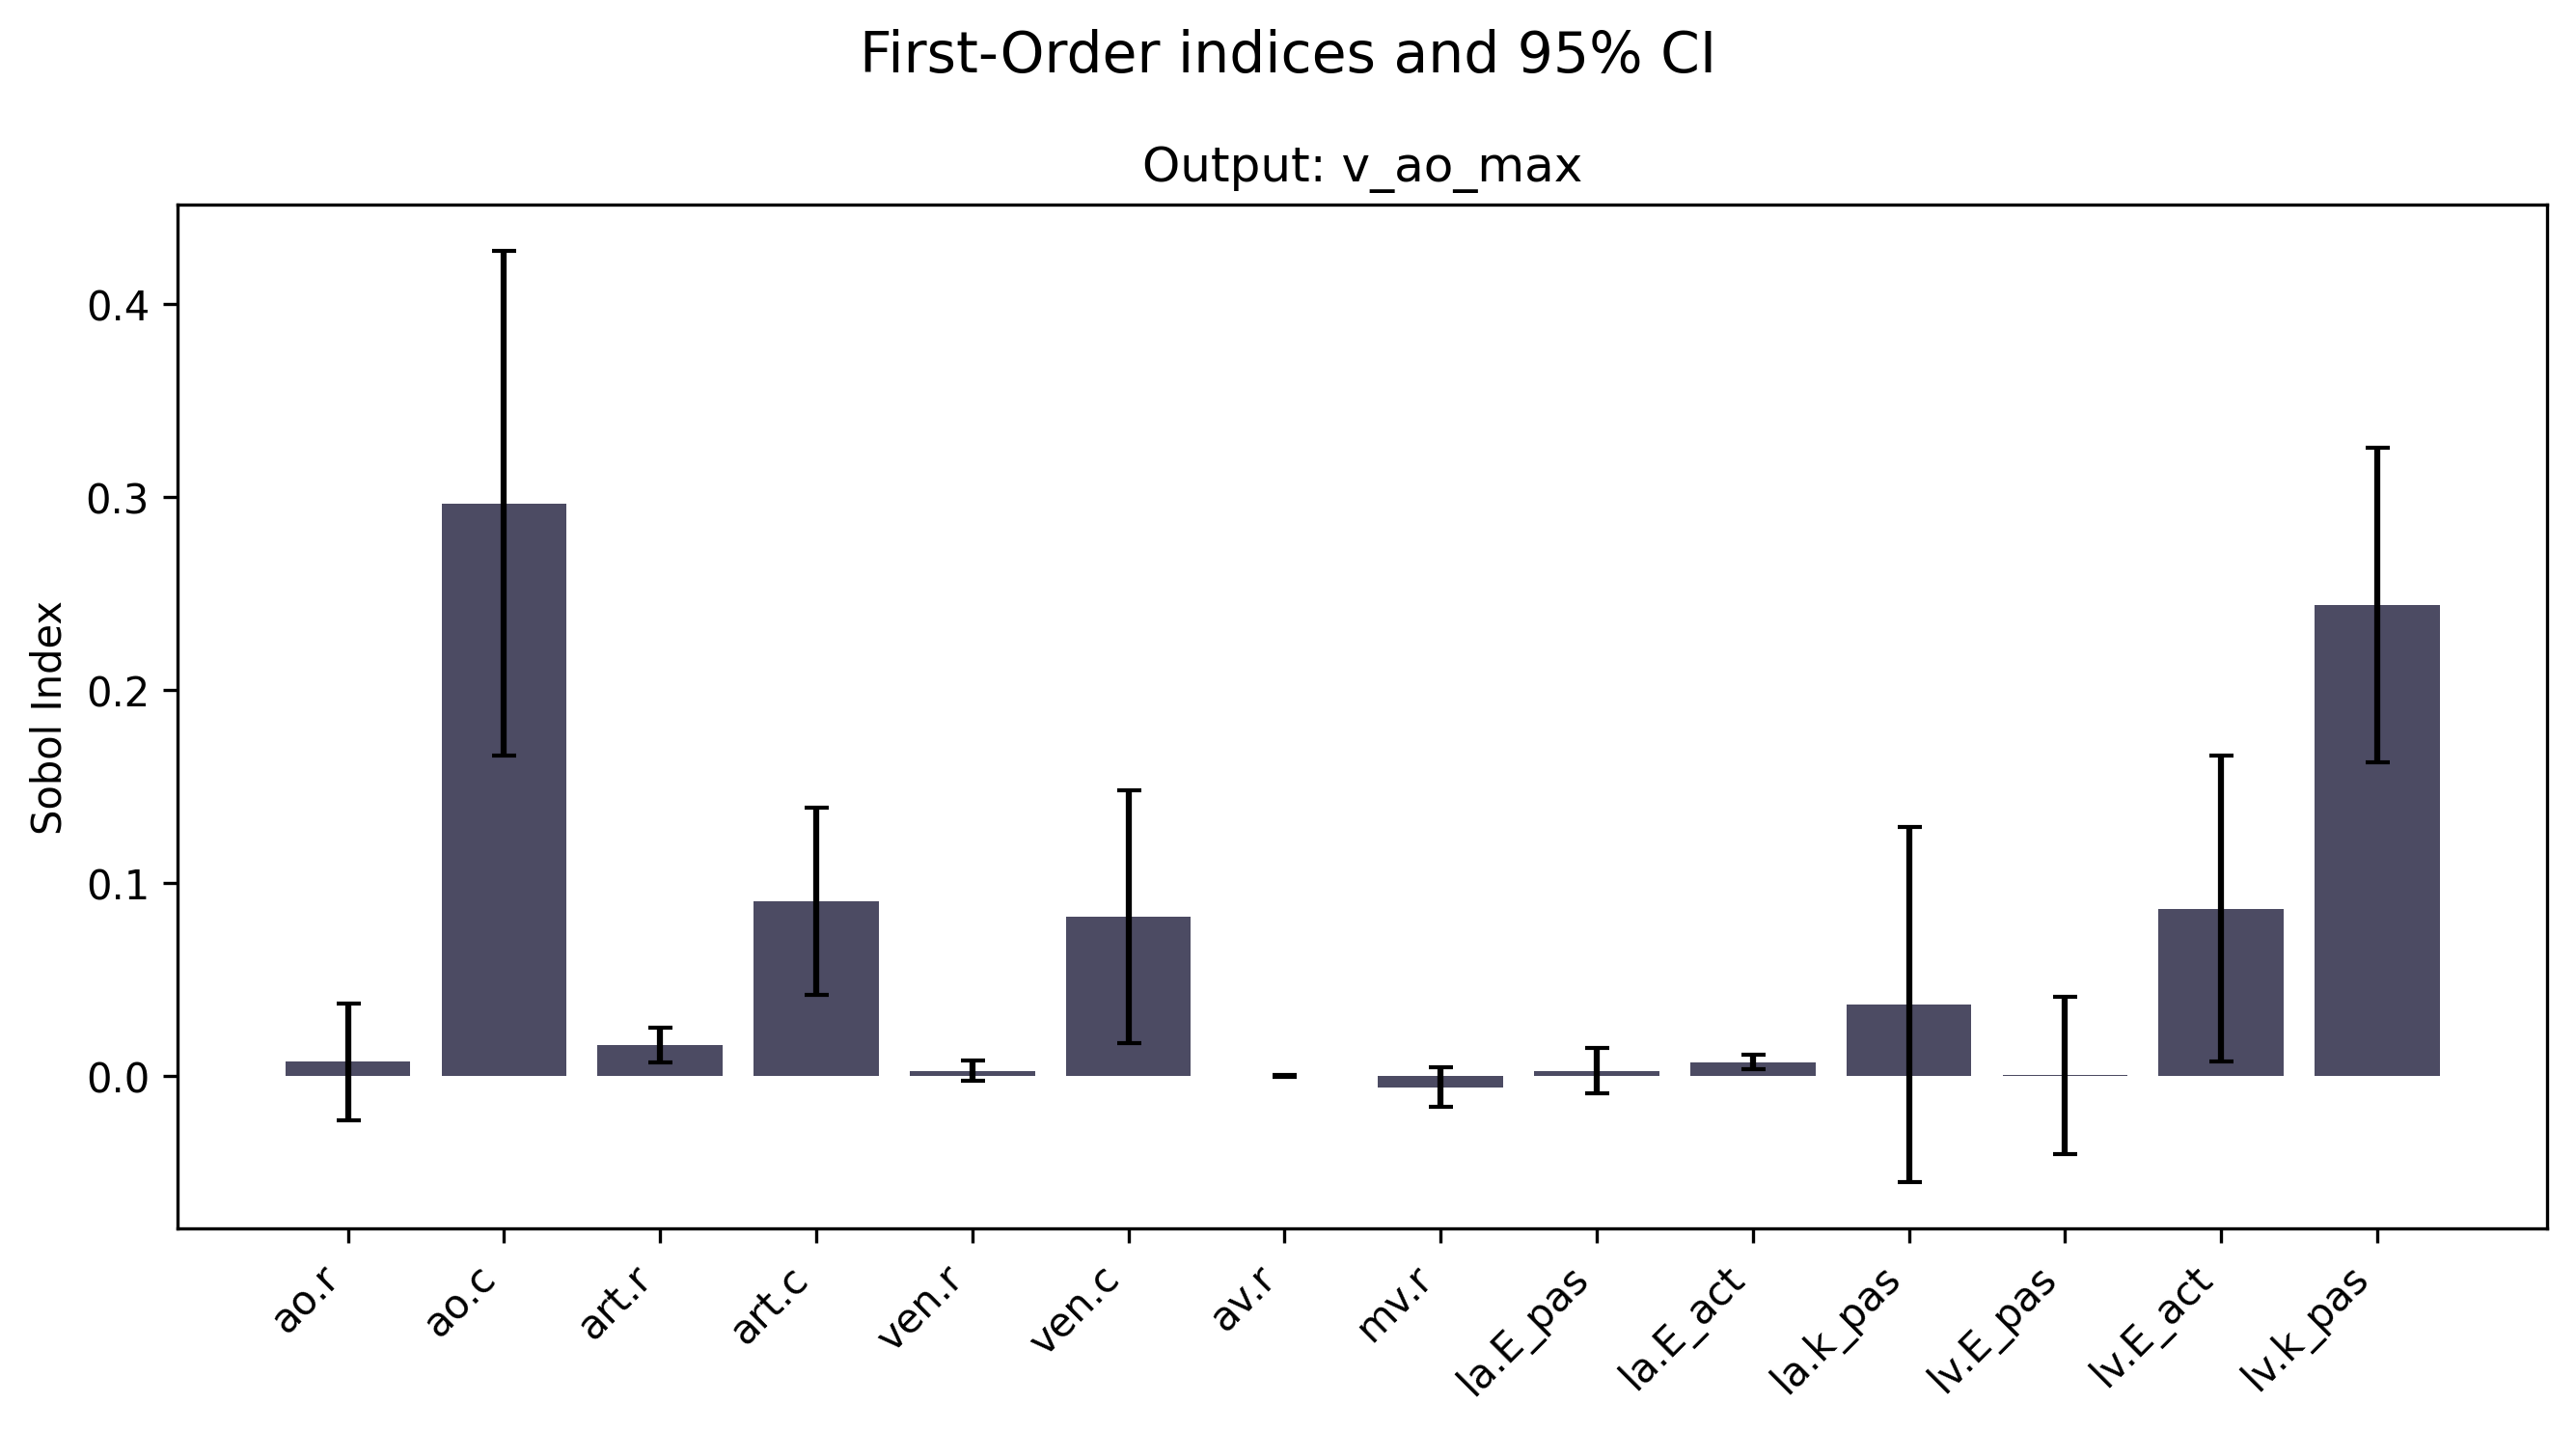 First-Order indices and 95% CI
Output: v_ao_max
Sobol Index
0.4
0.3
0.2
0.1
0.0
ao.r
ao.c
art.r
art.c
ven.r
ven.c
av.r
mv.r
la.E_pas
la.E_act
la.k_pas
lv.E_pas
lv.E_act
lv.k_pas